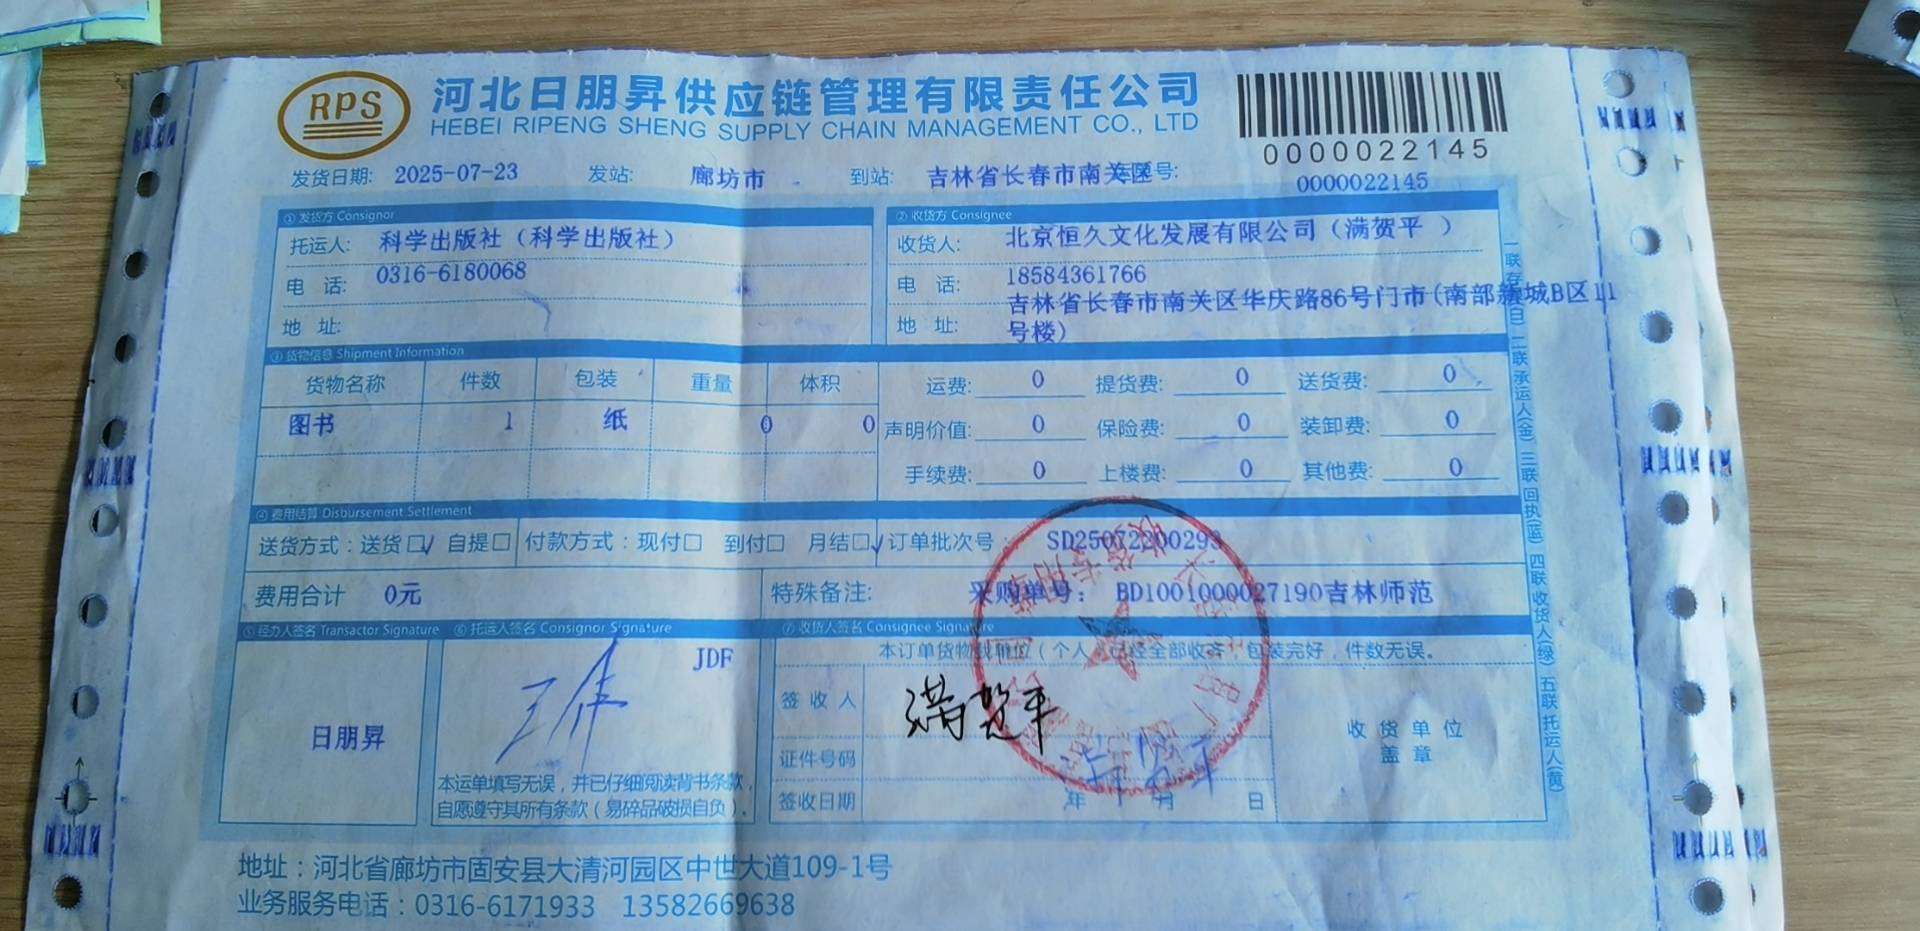 RPS
河北日朋昇供应链管理有限责任公司
HEBEI RIPENG SHENG SUPPLY CHAIN MANAGEMENT CO., LTD
0000022145
发货日期: 2025-07-23 发站: 廊坊市 到站: 吉林省长春市南关区 号: 0000022145
① 发货方 Consignor ② 收货方 Consignee
托运人: 科学出版社（科学出版社） 收货人: 北京恒久文化发展有限公司（满贺平 ）
电 话: 0316-6180068 电 话: 18584361766
地 址: 地 址: 吉林省长春市南关区华庆路86号门市(南部新城B区11
号楼)
③ 货物信息 Shipment Information
货物名称 件数 包装 重量 体积 运费: 0 提货费: 0 送货费: 0
图书 1 纸 0 0 声明价值: 0 保险费: 0 装卸费: 0
手续费: 0 上楼费: 0 其他费: 0
④ 费用结算 Disbursement Settlement
送货方式：送货☐√ 自提☐ 付款方式：现付☐ 到付☐ 月结☐√ 订单批次号： SD25072200293
费用合计 0元 特殊备注: 采购单号： BD1001000027190吉林师范
⑤ 经办人签名 Transactor Signature ⑥ 托运人签名 Consignor Signature ⑦ 收货人签名 Consignee Signature
JDF 本订单货物我单位（个人）已经全部收齐，包装完好，件数无误。
日朋昇 签 收 人 满贺平 收 货 单 位
盖 章
证件号码
签收日期 年 月 日
本运单填写无误，并已仔细阅读背书条款，
自愿遵守其所有条款（易碎品破损自负）.
地址：河北省廊坊市固安县大清河园区中世大道109-1号
业务服务电话：0316-6171933 13582669638
二联 承运人(金) 三联 回执(蓝) 四联 收货人(绿) 五联 托运人(黄)